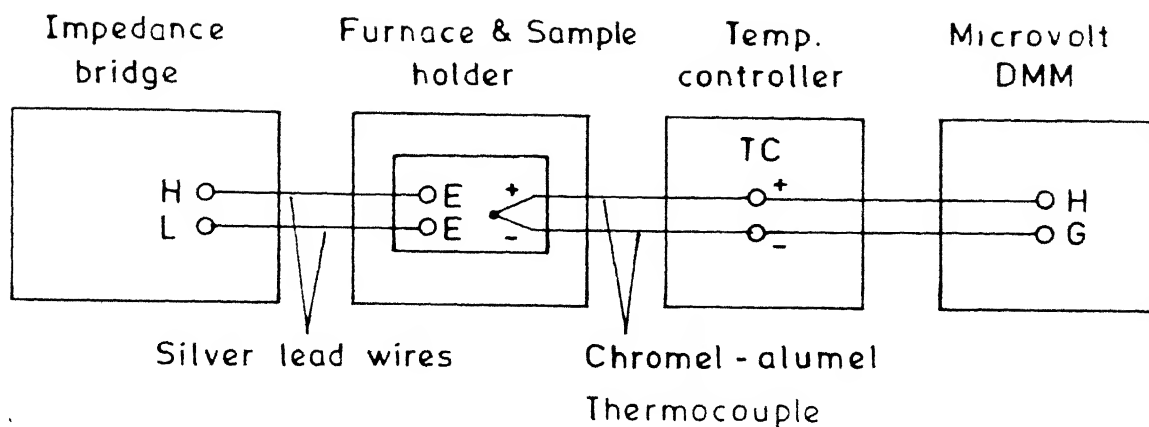 Impedance bridge
Furnace & Sample holder
Temp. controller
Microvolt DMM
TC
H
E
+
+
H
L
E
-
-
G
Silver lead wires
Chromel - alumel
Thermocouple